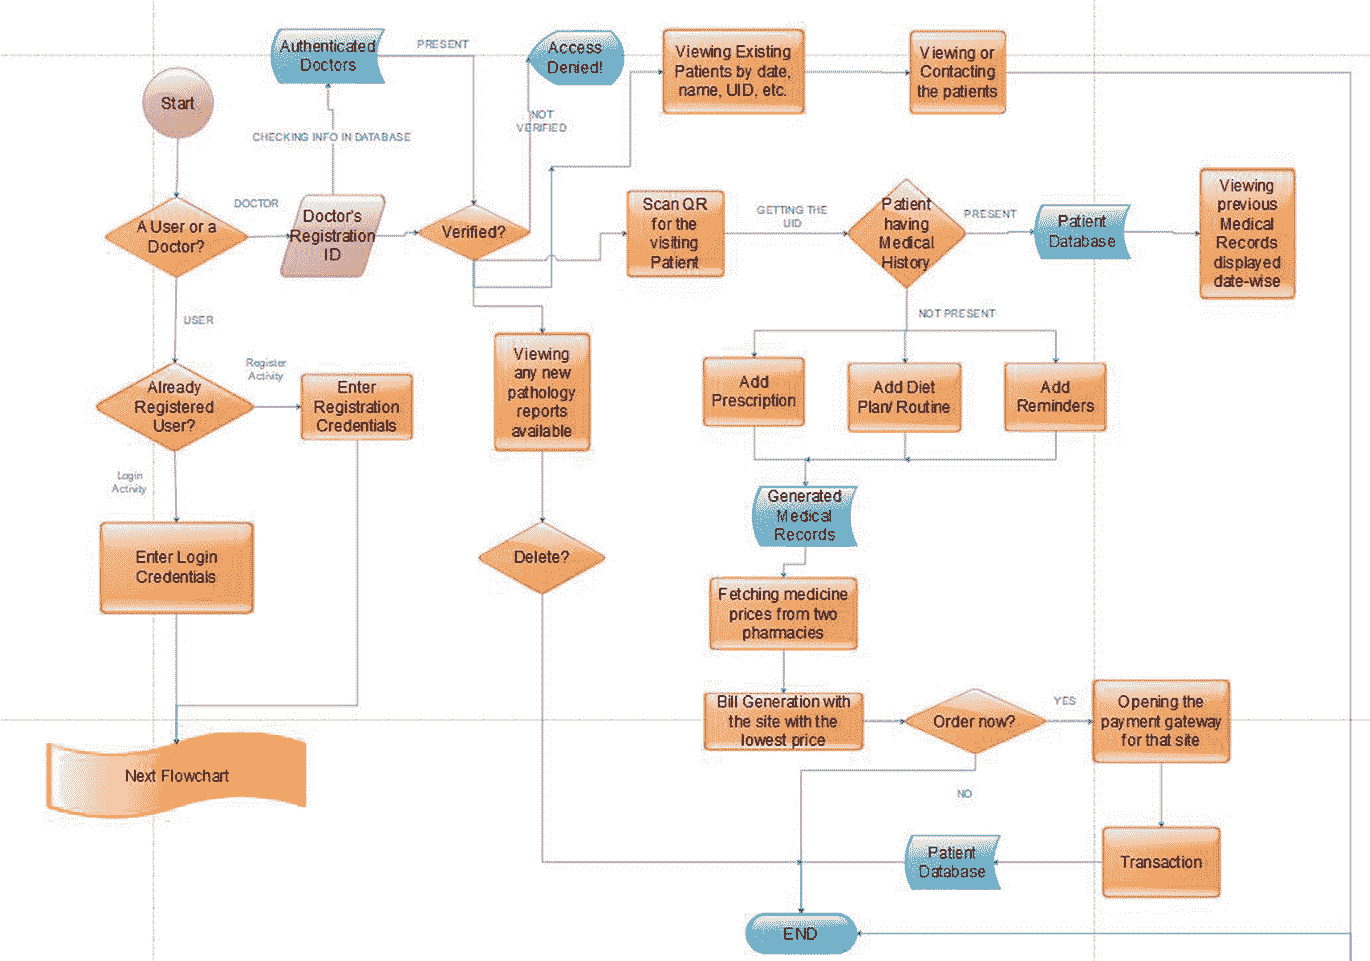 Authenticated
Doctors
PRESENT
Access
Denied!
Viewing Existing
Patients by date,
name, UID, etc.
Viewing or
Contacting
the patients
Start
NOT
VERIFIED
CHECKING INFO IN DATABASE
A User or a
Doctor?
DOCTOR
Doctor's
Registration
ID
Verified?
Scan QR
for the
visiting
Patient
GETTING THE
UID
Patient
having
Medical
History
PRESENT
Patient
Database
Viewing
previous
Medical
Records
displayed
date-wise
USER
NOT PRESENT
Already
Registered
User?
Register
Activity
Enter
Registration
Credentials
Viewing
any new
pathology
reports
available
Add
Prescription
Add Diet
Plan/ Routine
Add
Reminders
Login
Activity
Generated
Medical
Records
Enter Login
Credentials
Delete?
Fetching medicine
prices from two
pharmacies
Bill Generation with
the site with the
lowest price
Order now?
YES
Opening the
payment gateway
for that site
Next Flowchart
NO
Patient
Database
Transaction
END